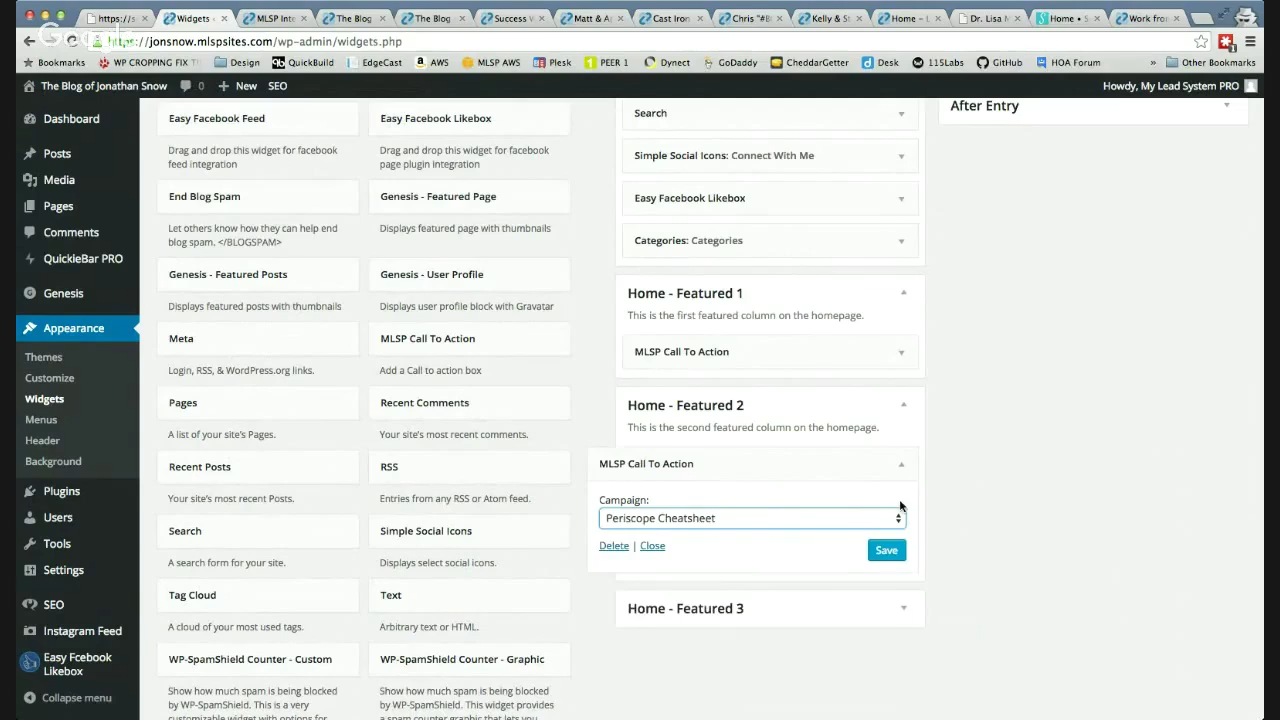 https://s
Widgets ‹
MLSP Inte
The Blog
The Blog
Success V
Matt & A
Cast Iron
Chris "#B
Kelly & St
Home – L
Dr. Lisa M
Home • S
Work from
Google
https://jonsnow.mlspsites.com/wp-admin/widgets.php
Bookmarks
WP CROPPING FIX T
Design
QuickBuild
EdgeCast
AWS
MLSP AWS
Plesk
PEER 1
Dynect
GoDaddy
CheddarGetter
Desk
115Labs
GitHub
HOA Forum
»
Other Bookmarks
The Blog of Jonathan Snow
0
+ New
SEO
Howdy, My Lead System PRO
Dashboard
Posts
Media
Pages
Comments
QuickleBar PRO
Genesis
Appearance
Themes
Customize
Widgets
Menus
Header
Background
Plugins
Users
Tools
Settings
SEO
Instagram Feed
Easy Fcebook
Likebox
Collapse menu
Easy Facebook Feed
Drag and drop this widget for facebook
feed integration
Easy Facebook Likebox
Drag and drop this widget for facebook
page plugin integration
End Blog Spam
Let others know how they can help end
blog spam. </BLOGSPAM>
Genesis - Featured Page
Displays featured page with thumbnails
Genesis - Featured Posts
Displays featured posts with thumbnails
Genesis - User Profile
Displays user profile block with Gravatar
Meta
Login, RSS, & WordPress.org links.
MLSP Call To Action
Add a Call to action box
Pages
A list of your site's Pages.
Recent Comments
Your site's most recent comments.
Recent Posts
Your site's most recent Posts.
RSS
Entries from any RSS or Atom feed.
Search
A search form for your site.
Simple Social Icons
Displays select social icons.
Tag Cloud
A cloud of your most used tags.
Text
Arbitrary text or HTML.
WP-SpamShield Counter - Custom
Show how much spam is being blocked
by WP-SpamShield. This is a very
customizable widget with options for
WP-SpamShield Counter - Graphic
Show how much spam is being blocked
by WP-SpamShield. This widget provides
a spam counter graphic that lets you
Search
Simple Social Icons: Connect With Me
Easy Facebook Likebox
Categories: Categories
Home - Featured 1
This is the first featured column on the homepage.
MLSP Call To Action
Home - Featured 2
This is the second featured column on the homepage.
MLSP Call To Action
Campaign:
Periscope Cheatsheet
Delete | Close
Save
Home - Featured 3
After Entry